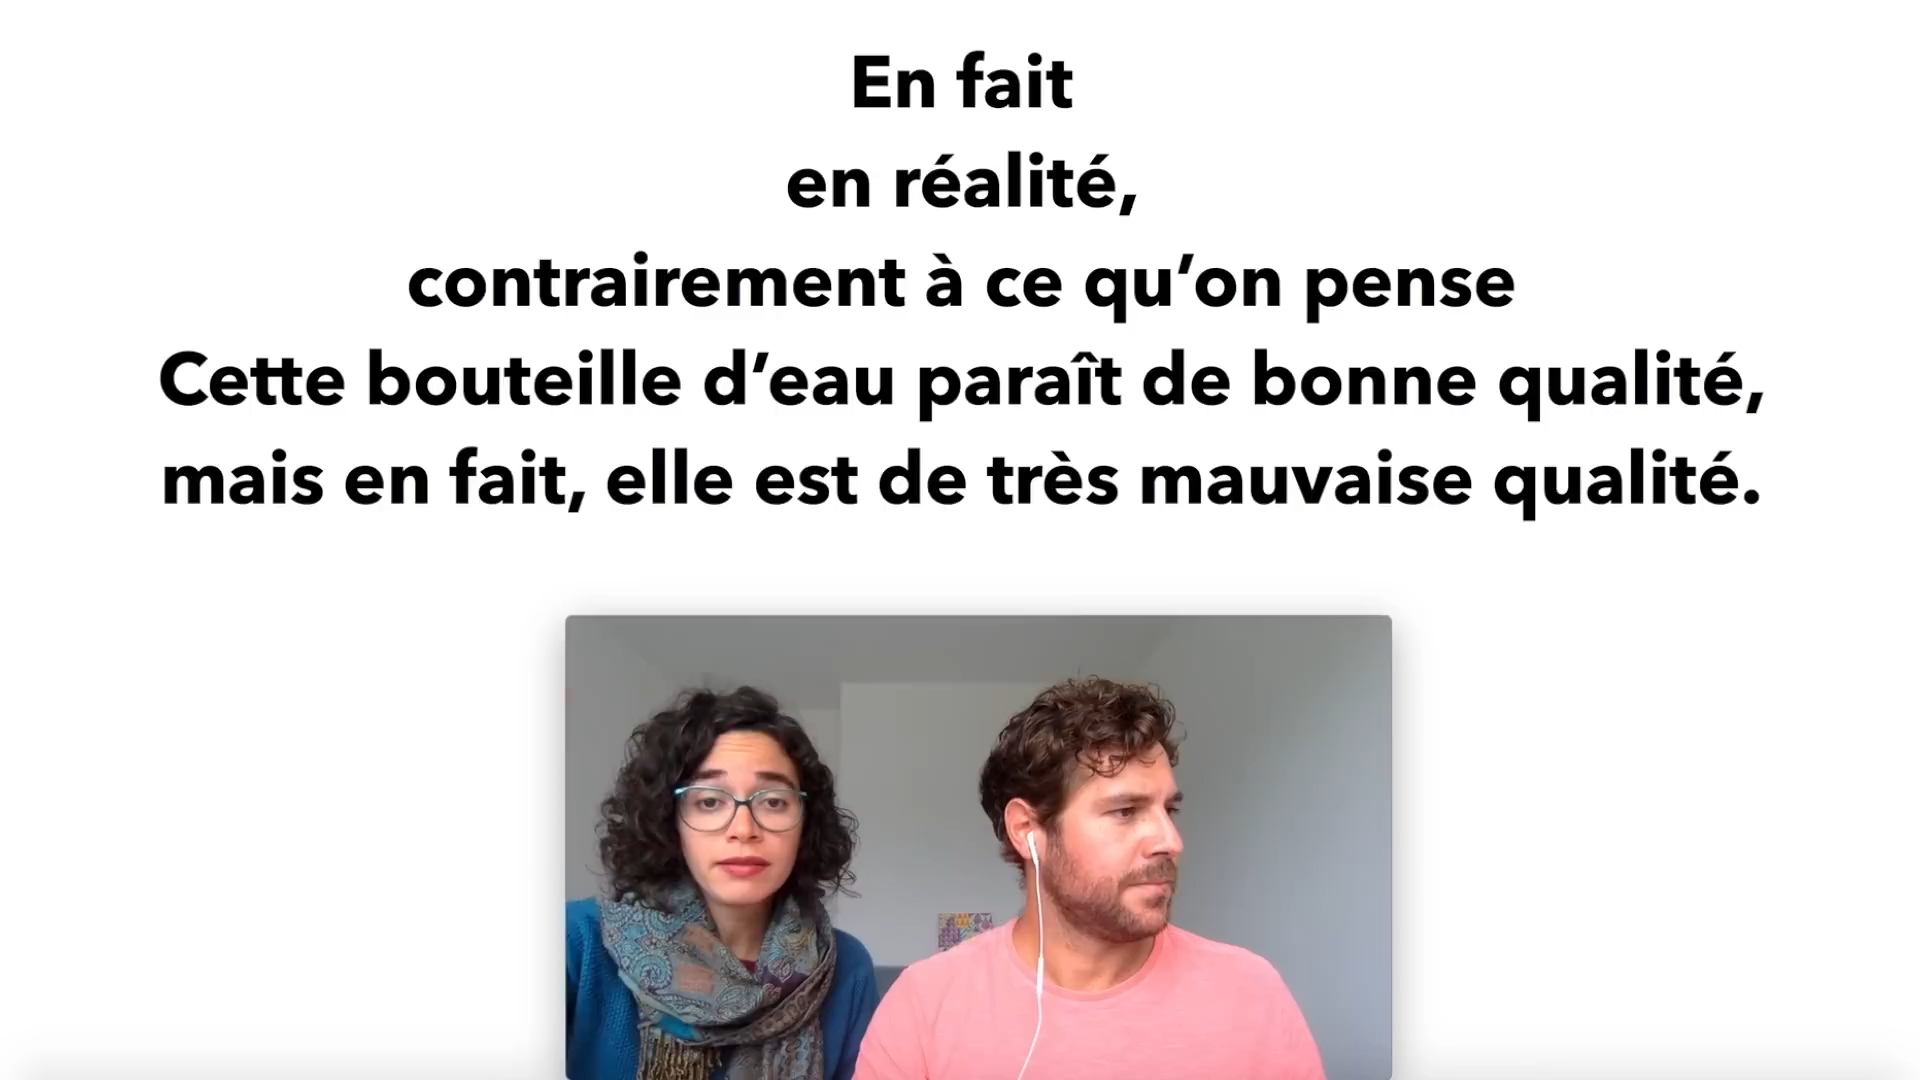 En fait
en réalité,
contrairement à ce qu’on pense
Cette bouteille d’eau paraît de bonne qualité,
mais en fait, elle est de très mauvaise qualité.